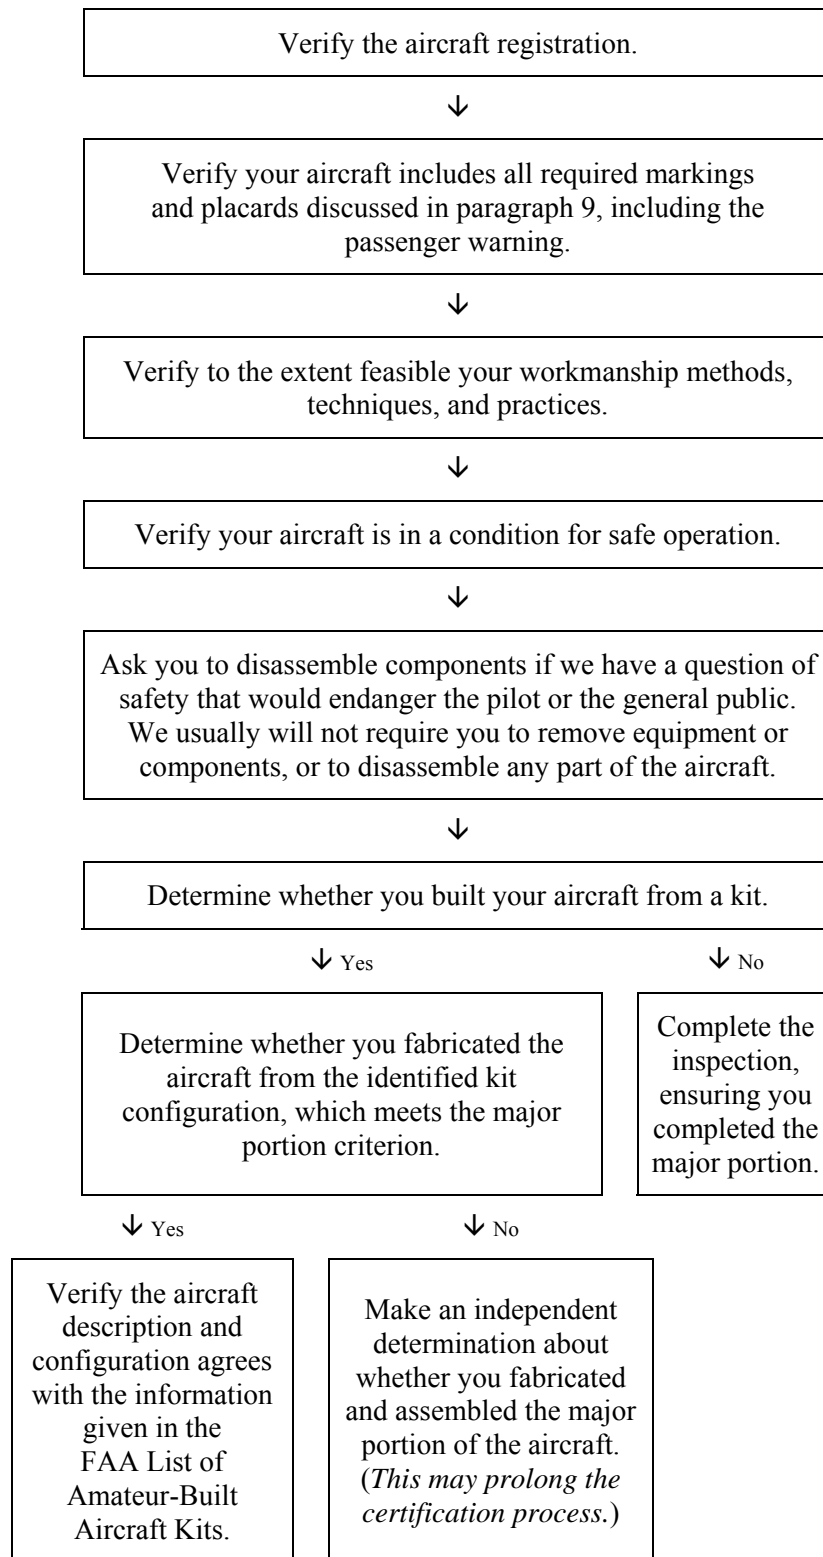 Verify the aircraft registration.
Verify your aircraft includes all required markings
and placards discussed in paragraph 9, including the
passenger warning.
Verify to the extent feasible your workmanship methods,
techniques, and practices.
Verify your aircraft is in a condition for safe operation.
Ask you to disassemble components if we have a question of
safety that would endanger the pilot or the general public.
We usually will not require you to remove equipment or
components, or to disassemble any part of the aircraft.
Determine whether you built your aircraft from a kit.
Yes
No
Determine whether you fabricated the
aircraft from the identified kit
configuration, which meets the major
portion criterion.
Complete the
inspection,
ensuring you
completed the
major portion.
Yes
No
Verify the aircraft
description and
configuration agrees
with the information
given in the
FAA List of
Amateur-Built
Aircraft Kits.
Make an independent
determination about
whether you fabricated
and assembled the major
portion of the aircraft.
(This may prolong the
certification process.)